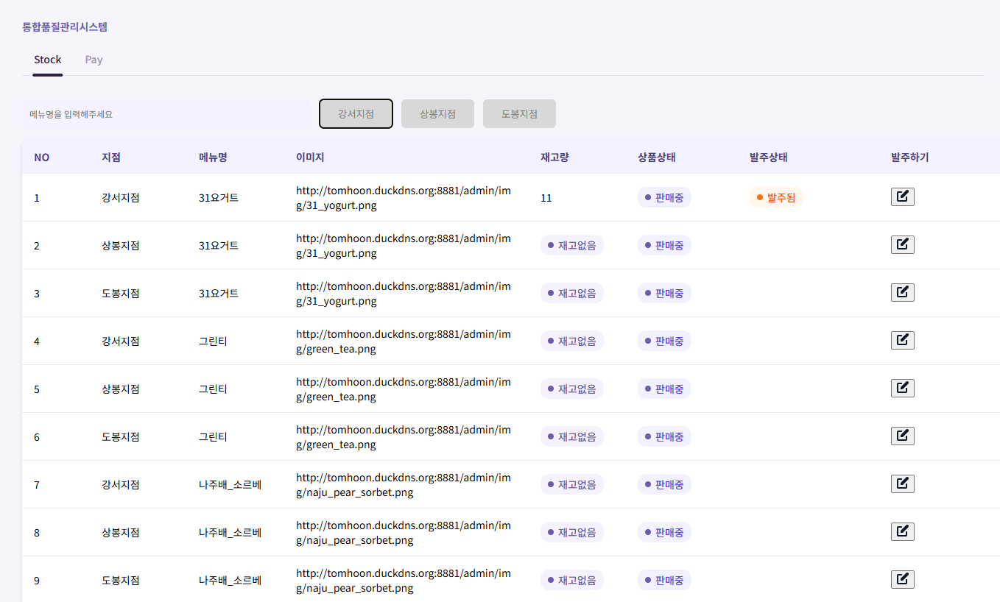 통합품질관리시스템
Stock Pay
메뉴명을 입력해주세요 강서지점 상봉지점 도봉지점
NO 지점 메뉴명 이미지 재고량 상품상태 발주상태 발주하기
1 강서지점 31요거트 http://tomhoon.duckdns.org:8881/admin/im 11 판매중 발주됨
g/31_yogurt.png
2 상봉지점 31요거트 http://tomhoon.duckdns.org:8881/admin/im 재고없음 판매중
g/31_yogurt.png
3 도봉지점 31요거트 http://tomhoon.duckdns.org:8881/admin/im 재고없음 판매중
g/31_yogurt.png
4 강서지점 그린티 http://tomhoon.duckdns.org:8881/admin/im 재고없음 판매중
g/green_tea.png
5 상봉지점 그린티 http://tomhoon.duckdns.org:8881/admin/im 재고없음 판매중
g/green_tea.png
6 도봉지점 그린티 http://tomhoon.duckdns.org:8881/admin/im 재고없음 판매중
g/green_tea.png
7 강서지점 나주배_소르베 http://tomhoon.duckdns.org:8881/admin/im 재고없음 판매중
g/naju_pear_sorbet.png
8 상봉지점 나주배_소르베 http://tomhoon.duckdns.org:8881/admin/im 재고없음 판매중
g/naju_pear_sorbet.png
9 도봉지점 나주배_소르베 http://tomhoon.duckdns.org:8881/admin/im 재고없음 판매중
g/naju_pear_sorbet.png